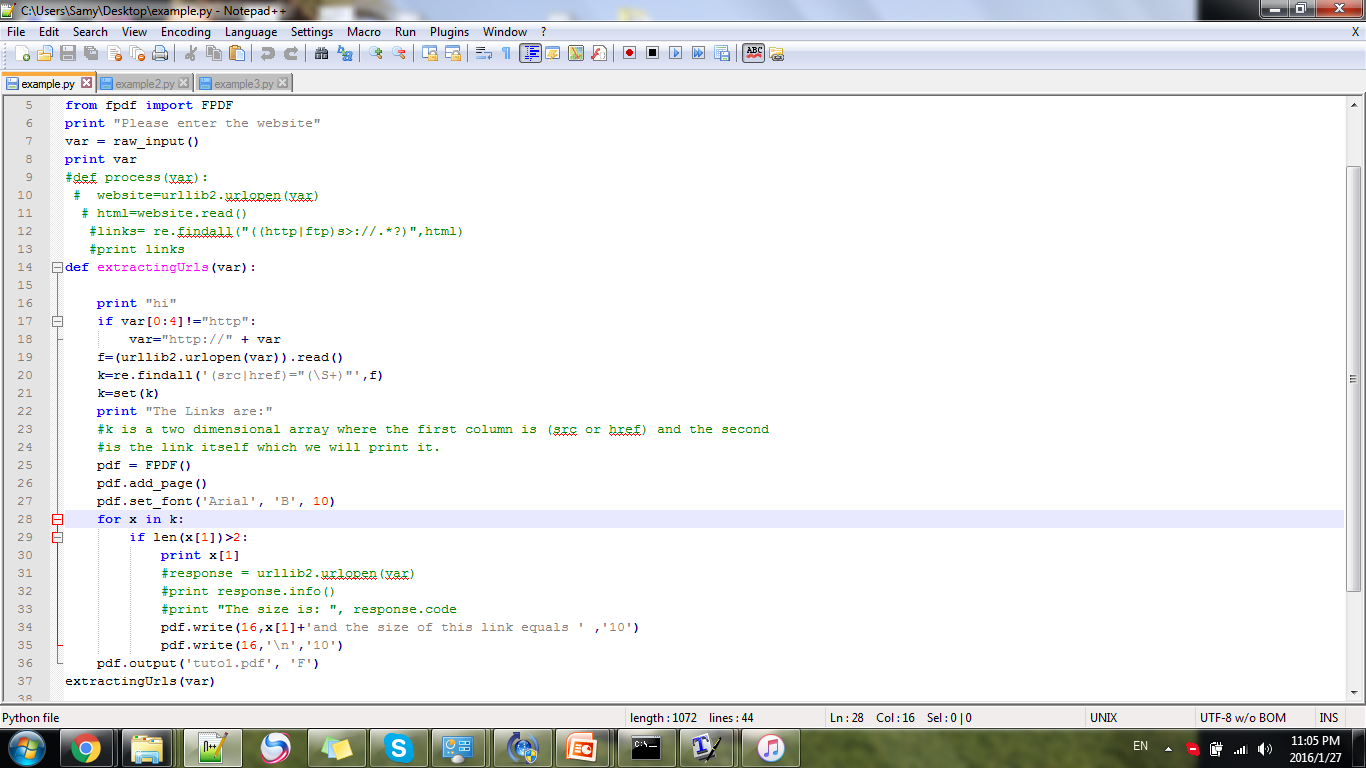 C:\Users\Samy\Desktop\example.py - Notepad++
File Edit Search View Encoding Language Settings Macro Run Plugins Window ? X
ABC
example.py example2.py example3.py
5 from fpdf import FPDF
6 print "Please enter the website"
7 var = raw_input()
8 print var
9 #def process(var):
10 #  website=urllib2.urlopen(var)
11 # html=website.read()
12 #links= re.findall("((http|ftp)s>://.*?)",html)
13 #print links
14 def extractingUrls(var):
15
16 print "hi"
17 if var[0:4]!="http":
18 var="http://" + var
19 f=(urllib2.urlopen(var)).read()
20 k=re.findall('(src|href)="(\S+)"',f)
21 k=set(k)
22 print "The Links are:"
23 #k is a two dimensional array where the first column is (src or href) and the second
24 #is the link itself which we will print it.
25 pdf = FPDF()
26 pdf.add_page()
27 pdf.set_font('Arial', 'B', 10)
28 for x in k:
29 if len(x[1])>2:
30 print x[1]
31 #response = urllib2.urlopen(var)
32 #print response.info()
33 #print "The size is: ", response.code
34 pdf.write(16,x[1]+'and the size of this link equals ' ,'10')
35 pdf.write(16,'\n','10')
36 pdf.output('tuto1.pdf', 'F')
37 extractingUrls(var)
38
Python file length : 1072 lines : 44 Ln : 28 Col : 16 Sel : 0 | 0 UNIX UTF-8 w/o BOM INS
EN 11:05 PM
2016/1/27